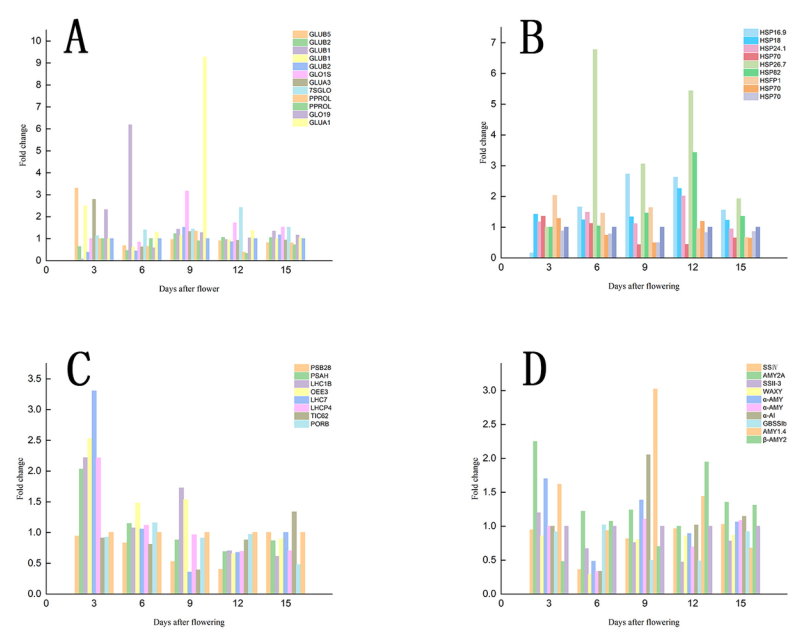 A
GLUB5
GLUB2
GLUB1
GLUB1
GLUB2
GLO1S
GLUA3
7SGLO
PPROL
PPROL
GLO19
GLUA1
10
9
8
7
6
5
4
3
2
1
0
Fold change
0 3 6 9 12 15
Days after flower
B
HSP16.9
HSP18
HSP24.1
HSP70
HSP26.7
HSP82
HSFP1
HSP70
HSP70
7
6
5
4
3
2
1
0
Fold change
0 3 6 9 12 15
Days after flowering
C
PSB28
PSAH
LHC1B
OEE3
LHC7
LHCP4
TIC62
PORB
3.5
3.0
2.5
2.0
1.5
1.0
0.5
0.0
Fold change
0 3 6 9 12 15
Days after flowering
D
SSIV
AMY2A
SSII-3
WAXY
α-AMY
α-AMY
α-AI
GBSSIb
AMY1.4
β-AMY2
3.0
2.5
2.0
1.5
1.0
0.5
0.0
Fold change
0 3 6 9 12 15
Days after flowering